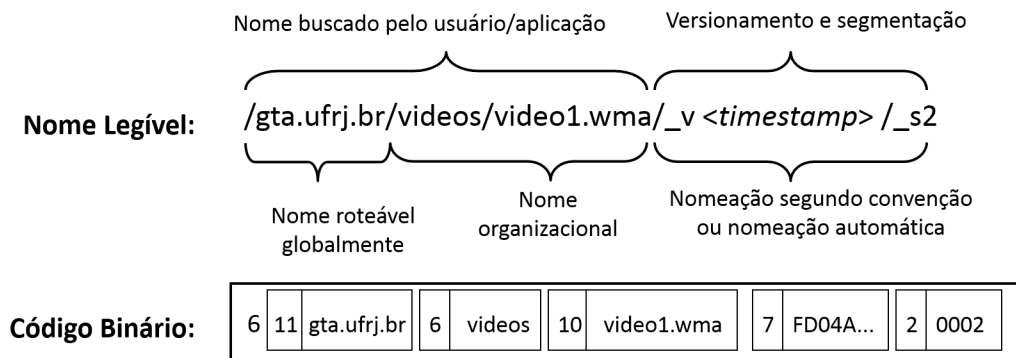 Nome buscado pelo usuário/aplicação
Versionamento e segmentação
Nome Legível: /gta.ufrj.br/videos/video1.wma/_v <timestamp> /_s2
Nome roteável
globalmente
Nome
organizacional
Nomeação segundo convenção
ou nomeação automática
Código Binário: 6 11 gta.ufrj.br 6 videos 10 video1.wma 7 FD04A... 2 0002